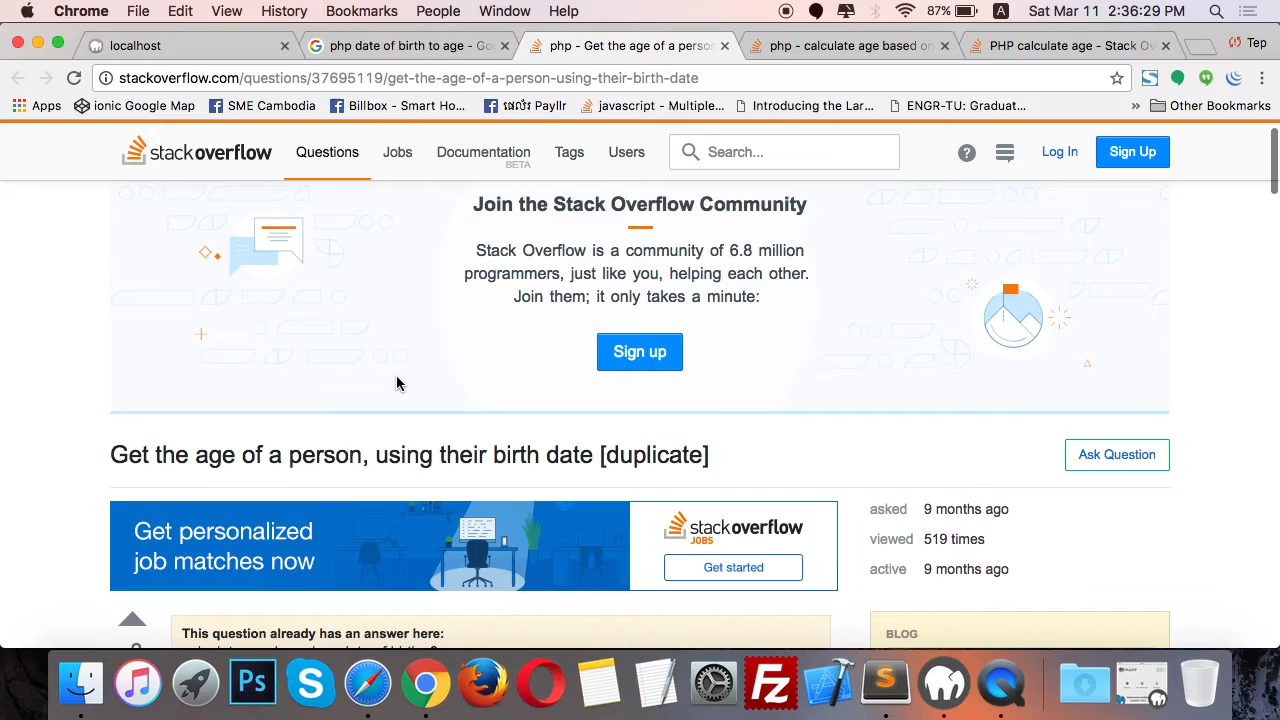 Chrome File Edit View History Bookmarks People Window Help 87% A Sat Mar 11 2:36:29 PM
localhost
php date of birth to age - Go
php - Get the age of a perso
php - calculate age based on
PHP calculate age - Stack Ov
Тер
stackoverflow.com/questions/37695119/get-the-age-of-a-person-using-their-birth-date
Apps ionic Google Map SME Cambodia Billbox - Smart Ho... Payllr javascript - Multiple... Introducing the Lar... ENGR-TU: Graduat... » Other Bookmarks
stackoverflow Questions Jobs Documentation Tags Users Search... ? Log In Sign Up
BETA
Join the Stack Overflow Community
Stack Overflow is a community of 6.8 million
programmers, just like you, helping each other.
Join them; it only takes a minute:
Sign up
Get the age of a person, using their birth date [duplicate]
Ask Question
Get personalized
job matches now
stackoverflow
JOBS
Get started
asked 9 months ago
viewed 519 times
active 9 months ago
This question already has an answer here:
BLOG
Ps
S
Fz
S